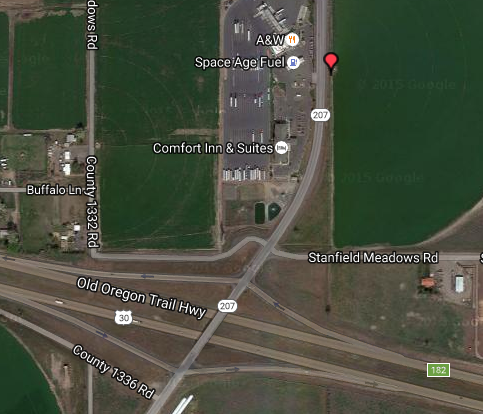 dows Rd
A&W
Space Age Fuel
207
© 2015 Google
Comfort Inn & Suites
© 2015 Google
Buffalo Ln
County 1332 Rd
Stanfield Meadows Rd
S
Old Oregon Trail Hwy
207
30
County 1336 Rd
182